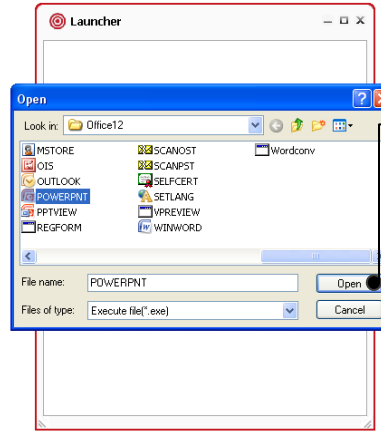 Launcher
Open
Look in: Office12
MSTORE SCANOST Wordconv
OIS SCANPST
OUTLOOK SELFCERT
POWERPNT SETLANG
PPTVIEW VPREVIEW
REGFORM WINWORD
File name: POWERPNT Open
Files of type: Execute file(*.exe) Cancel